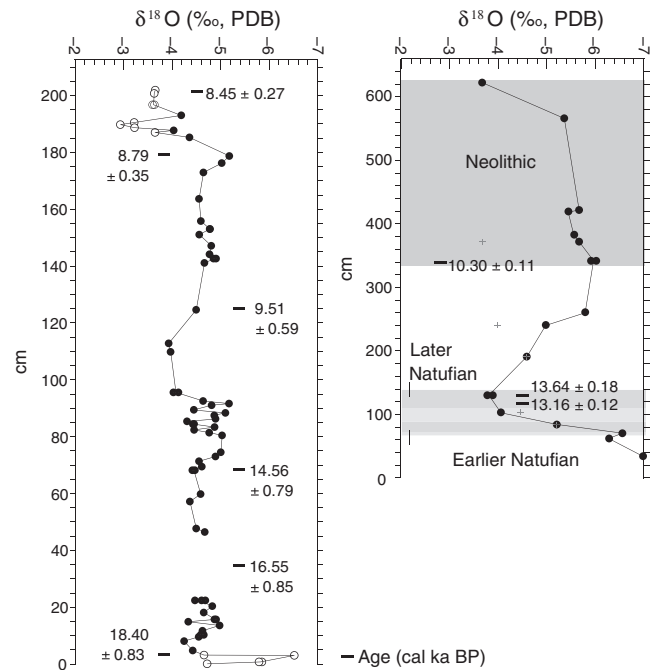 δ18O (‰, PDB)
-2 -3 -4 -5 -6 -7
200
180
160
140
120
100
80
60
40
20
0
cm
8.45 ± 0.27
8.79
± 0.35
9.51
± 0.59
14.56
± 0.79
16.55
± 0.85
18.40
± 0.83
δ18O (‰, PDB)
-2 -3 -4 -5 -6 -7
600
500
400
300
200
100
0
cm
Neolithic
10.30 ± 0.11
Later
Natufian
13.64 ± 0.18
13.16 ± 0.12
Earlier Natufian
Age (cal ka BP)